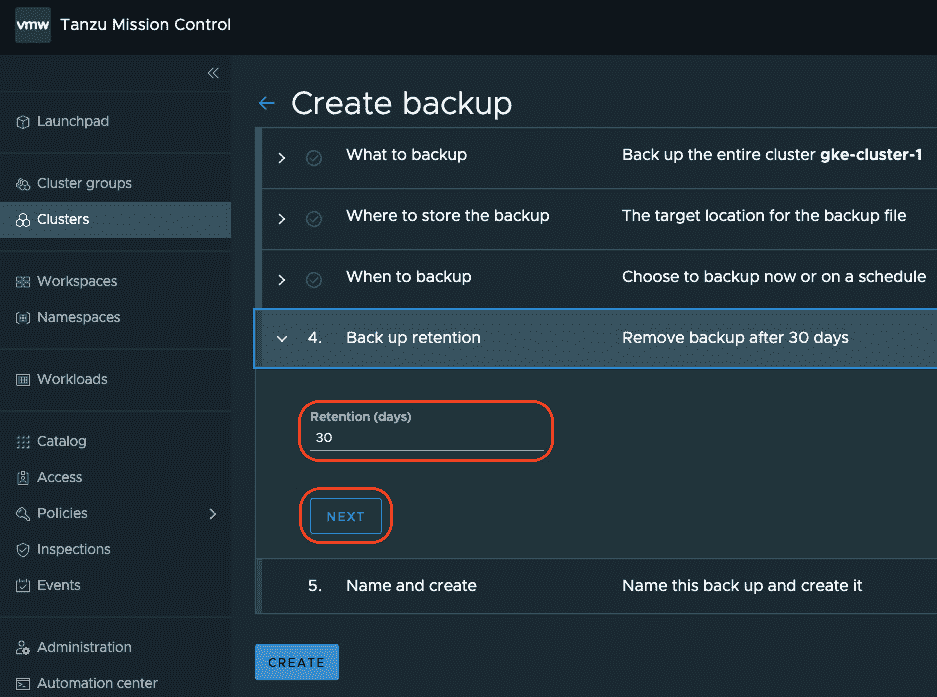 vmw Tanzu Mission Control
Launchpad
Cluster groups
Clusters
Workspaces
Namespaces
Workloads
Catalog
Access
Policies
Inspections
Events
Administration
Automation center
Create backup
What to backup Back up the entire cluster gke-cluster-1
Where to store the backup The target location for the backup file
When to backup Choose to backup now or on a schedule
4. Back up retention Remove backup after 30 days
Retention (days)
30
NEXT
5. Name and create Name this back up and create it
CREATE